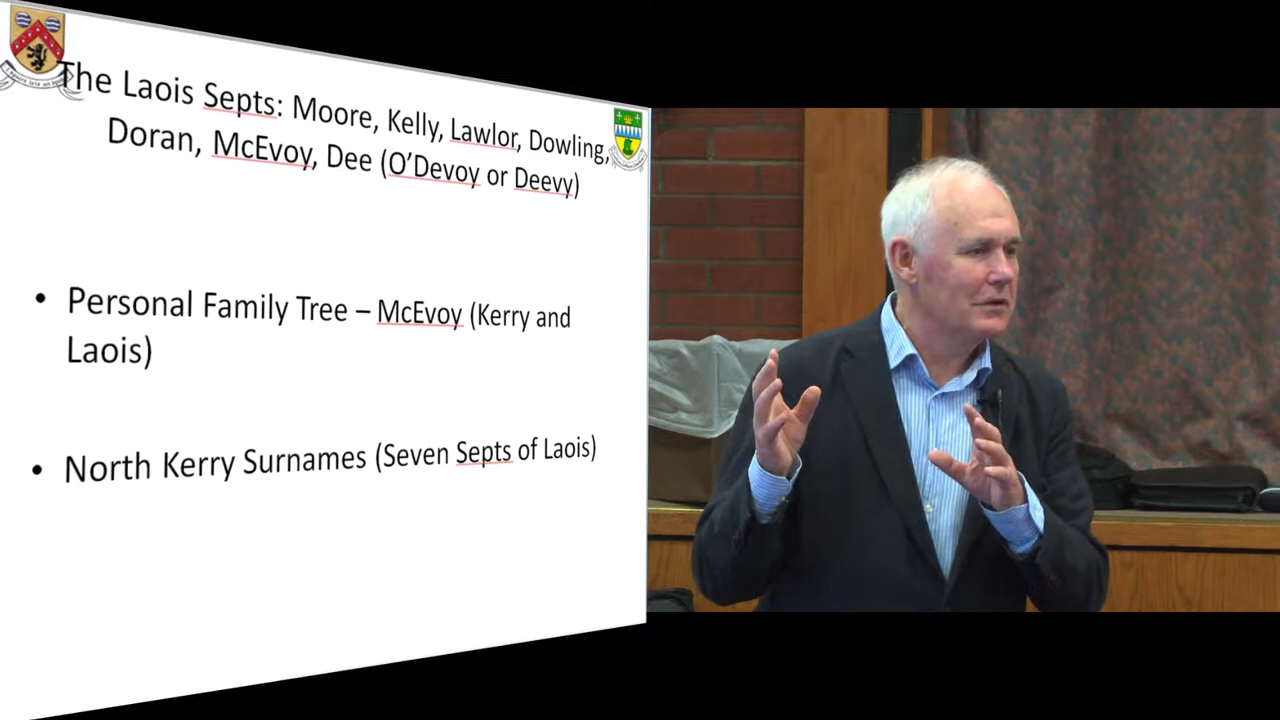 The Laois Septs: Moore, Kelly, Lawlor, Dowling,
Doran, McEvoy, Dee (O'Devoy or Deevy)
• Personal Family Tree – McEvoy (Kerry and
Laois)
• North Kerry Surnames (Seven Septs of Laois)